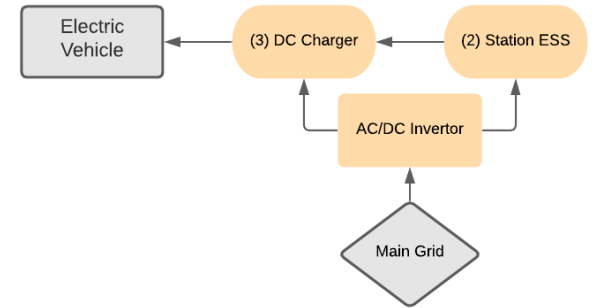 Electric
Vehicle
(3) DC Charger
(2) Station ESS
AC/DC Invertor
Main Grid